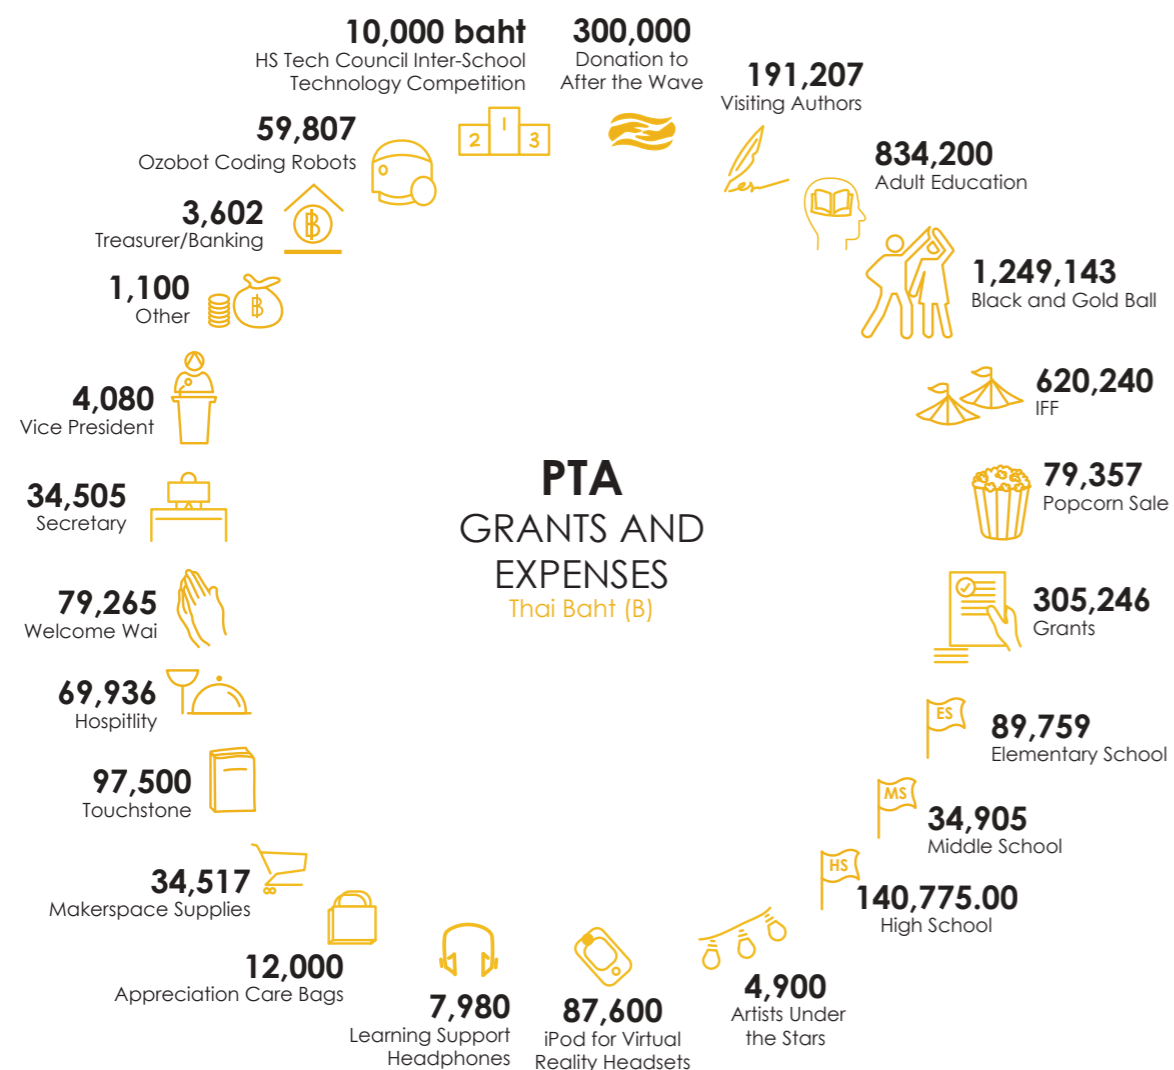 10,000 baht
HS Tech Council Inter-School
Technology Competition
300,000
Donation to
After the Wave
191,207
Visiting Authors
834,200
Adult Education
1,249,143
Black and Gold Ball
620,240
IFF
79,357
Popcorn Sale
305,246
Grants
ES
89,759
Elementary School
MS
34,905
Middle School
HS
140,775.00
High School
4,900
Artists Under
the Stars
87,600
iPod for Virtual
Reality Headsets
7,980
Learning Support
Headphones
12,000
Appreciation Care Bags
34,517
Makerspace Supplies
97,500
Touchstone
69,936
Hospitlity
79,265
Welcome Wai
34,505
Secretary
4,080
Vice President
1,100
Other
฿
3,602
Treasurer/Banking
฿
59,807
Ozobot Coding Robots
2 1 3
PTA
GRANTS AND
EXPENSES
Thai Baht (B)